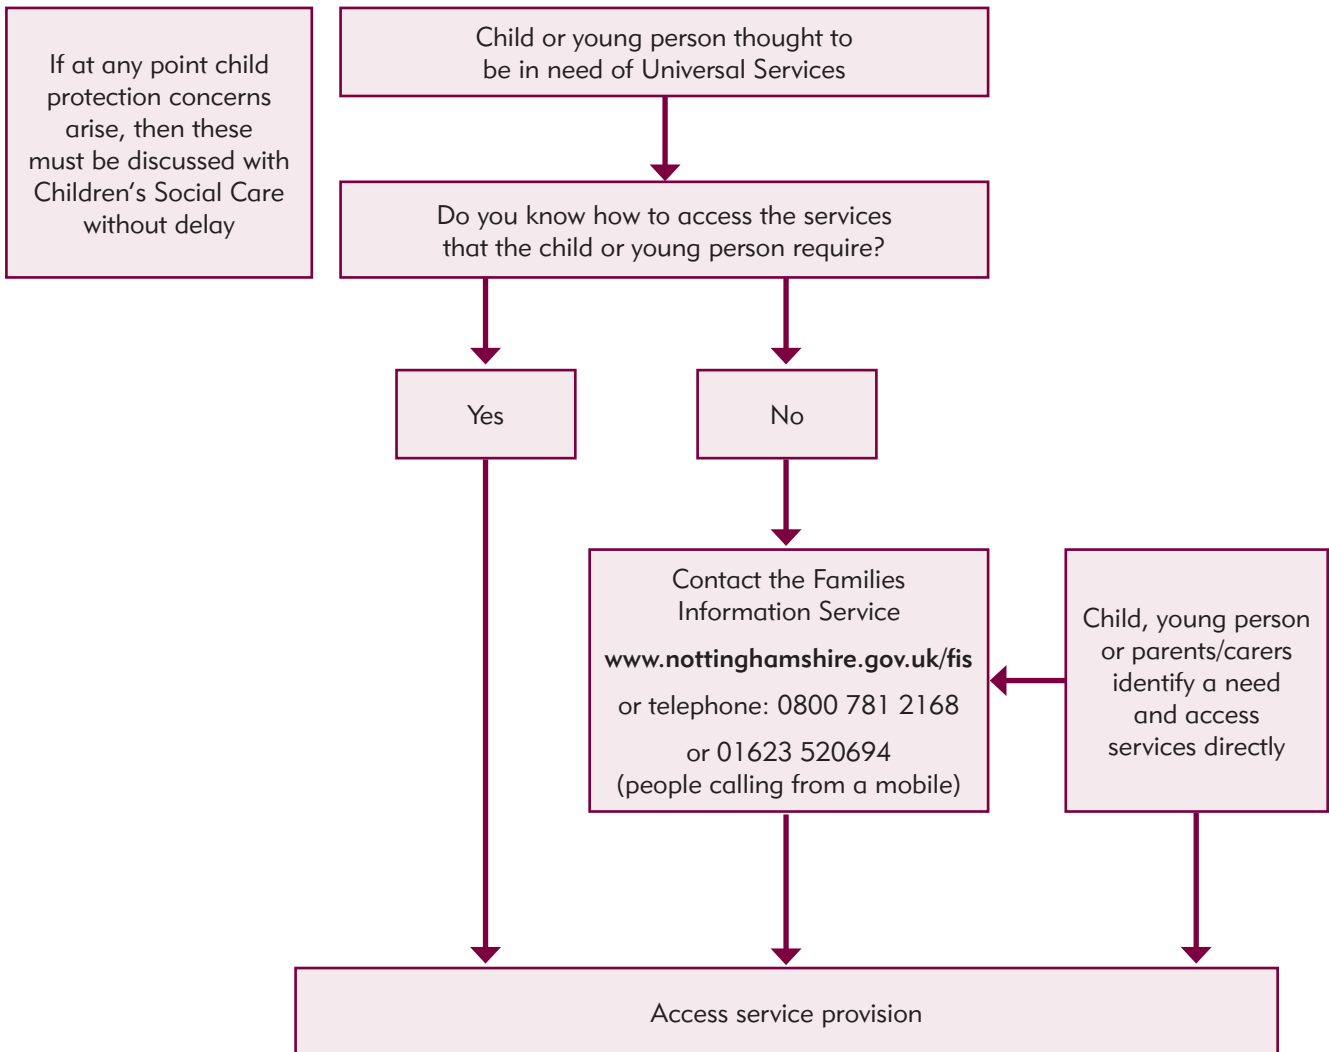 If at any point child
protection concerns
arise, then these
must be discussed with
Children's Social Care
without delay
Child or young person thought to
be in need of Universal Services
Do you know how to access the services
that the child or young person require?
Yes
No
Contact the Families
Information Service
www.nottinghamshire.gov.uk/fis
or telephone: 0800 781 2168
or 01623 520694
(people calling from a mobile)
Child, young person
or parents/carers
identify a need
and access
services directly
Access service provision